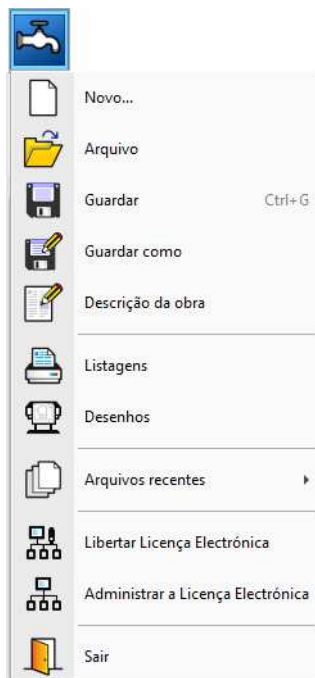 Novo...
Arquivo
Guardar Ctrl+G
Guardar como
Descrição da obra
Listagens
Desenhos
Arquivos recentes
Libertar Licença Electrónica
Administrar a Licença Electrónica
Sair